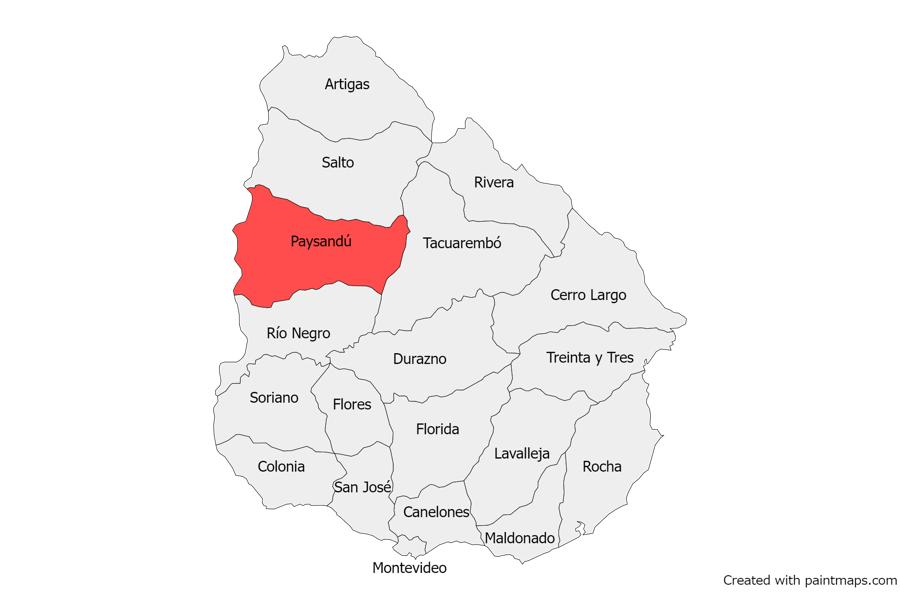 Artigas
Salto
Rivera
Paysandú
Tacuarembó
Cerro Largo
Río Negro
Durazno
Treinta y Tres
Soriano
Flores
Florida
Lavalleja
Colonia
Rocha
San José
Canelones
Maldonado
Montevideo
Created with paintmaps.com